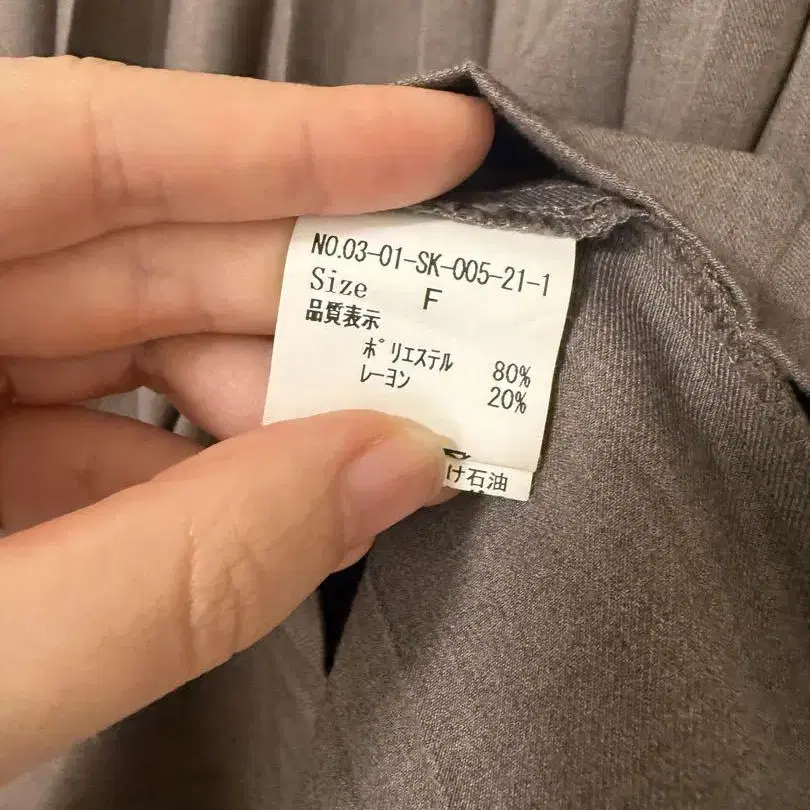 NO.03-01-SK-005-21-1
Size F
品質表示
ポリエステル 80%
レーヨン 20%
け石油